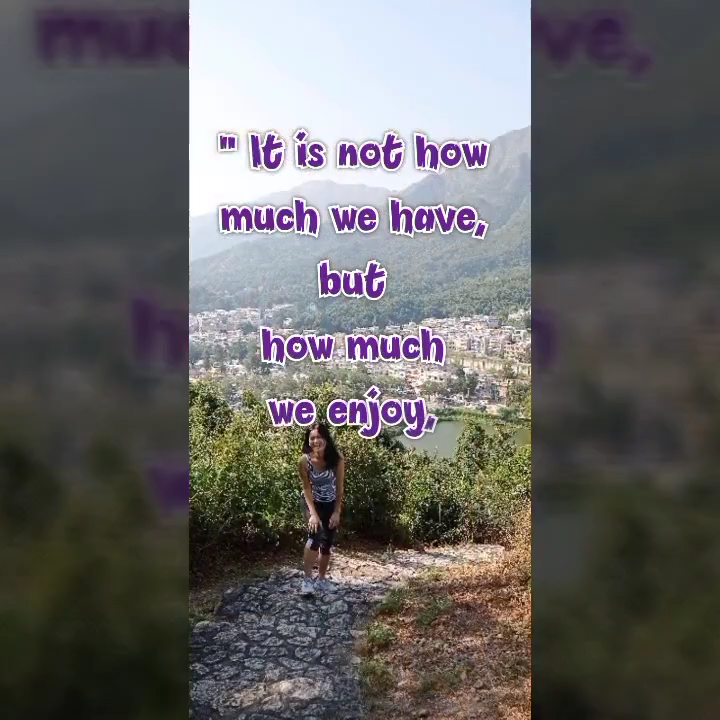 " It is not how
much we have,
but
how much
we enjoy,